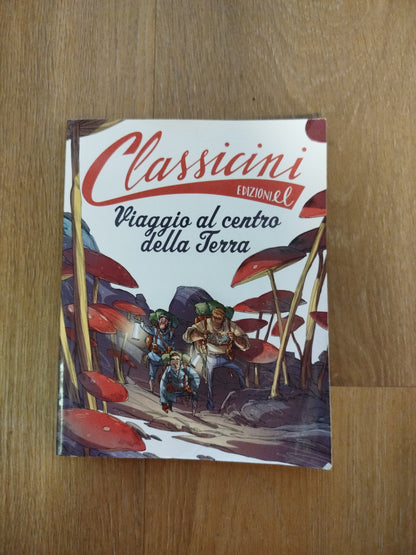 Classicini
EDIZIONI el
Viaggio al centro
della Terra